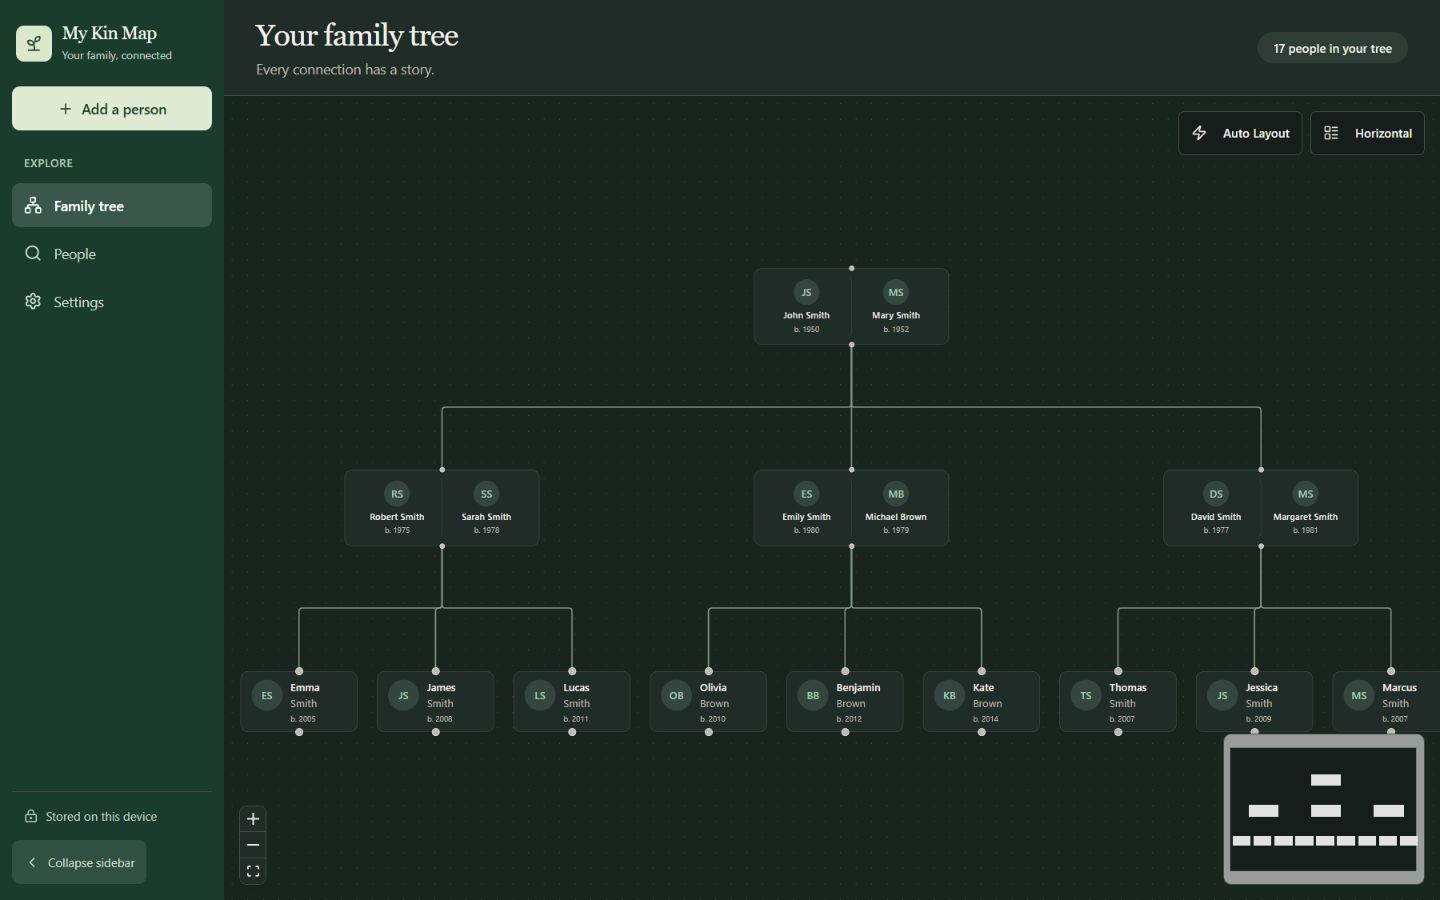 My Kin Map
Your family, connected
Add a person
EXPLORE
Family tree
People
Settings
Stored on this device
Collapse sidebar
Your family tree
Every connection has a story.
17 people in your tree
Auto Layout
Horizontal
JS
John Smith
b. 1950
MS
Mary Smith
b. 1952
RS
Robert Smith
b. 1975
SS
Sarah Smith
b. 1978
ES
Emily Smith
b. 1980
MB
Michael Brown
b. 1979
DS
David Smith
b. 1977
MS
Margaret Smith
b. 1981
ES
Emma
Smith
b. 2005
JS
James
Smith
b. 2008
LS
Lucas
Smith
b. 2011
OB
Olivia
Brown
b. 2010
BB
Benjamin
Brown
b. 2012
KB
Kate
Brown
b. 2014
TS
Thomas
Smith
b. 2007
JS
Jessica
Smith
b. 2009
MS
Marcus
Smith
b. 2007